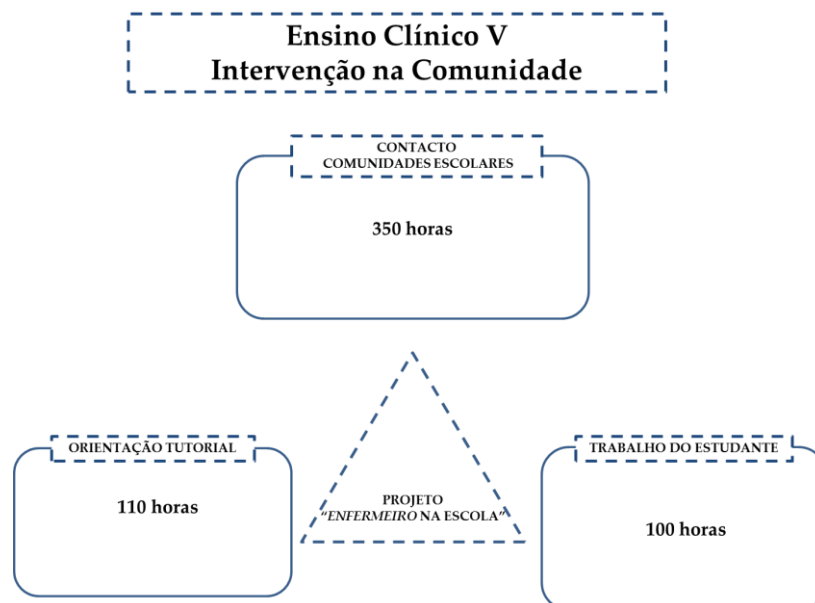 Ensino Clínico V
Intervenção na Comunidade
CONTACTO
COMUNIDADES ESCOLARES
350 horas
ORIENTAÇÃO TUTORIAL
110 horas
PROJETO
“ENFERMEIRO NA ESCOLA”
TRABALHO DO ESTUDANTE
100 horas